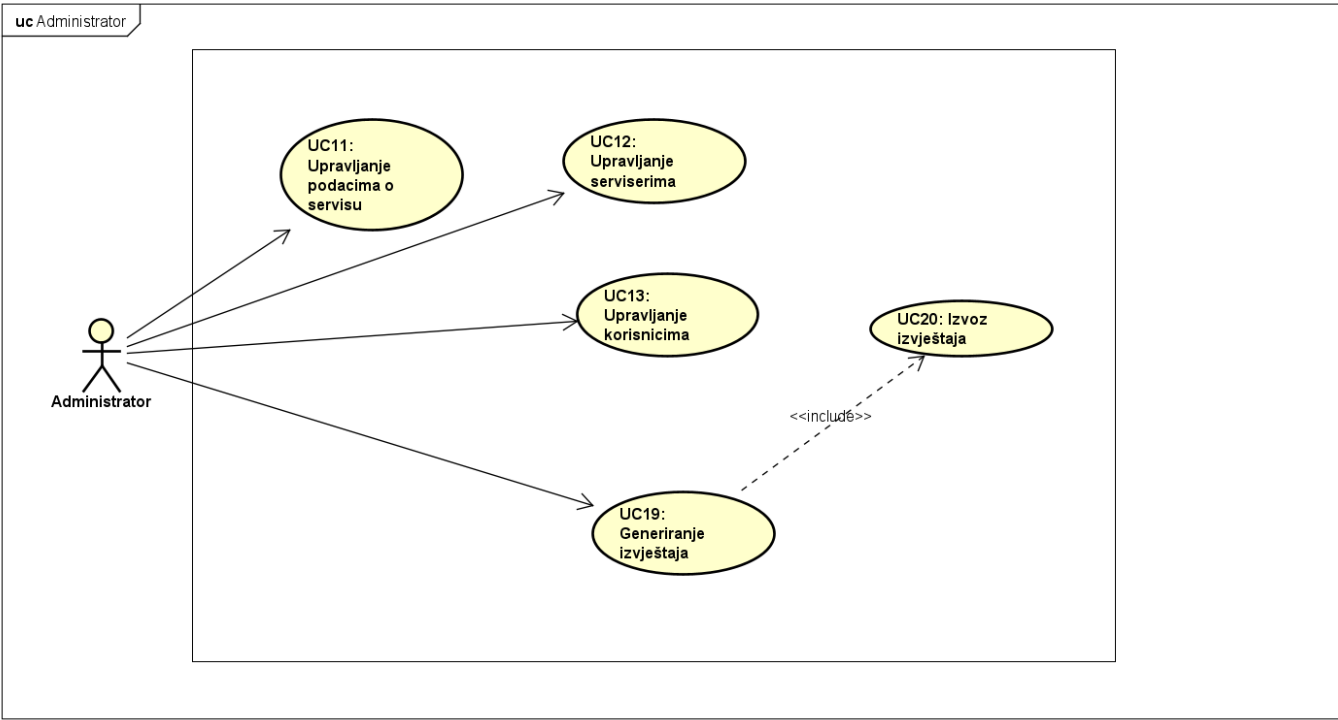 uc Administrator
UC11:
Upravljanje
podacima o
servisu
UC12:
Upravljanje
serviserima
UC13:
Upravljanje
korisnicima
UC20: Izvoz
izvještaja
Administrator
<<include>>
UC19:
Generiranje
izvještaja